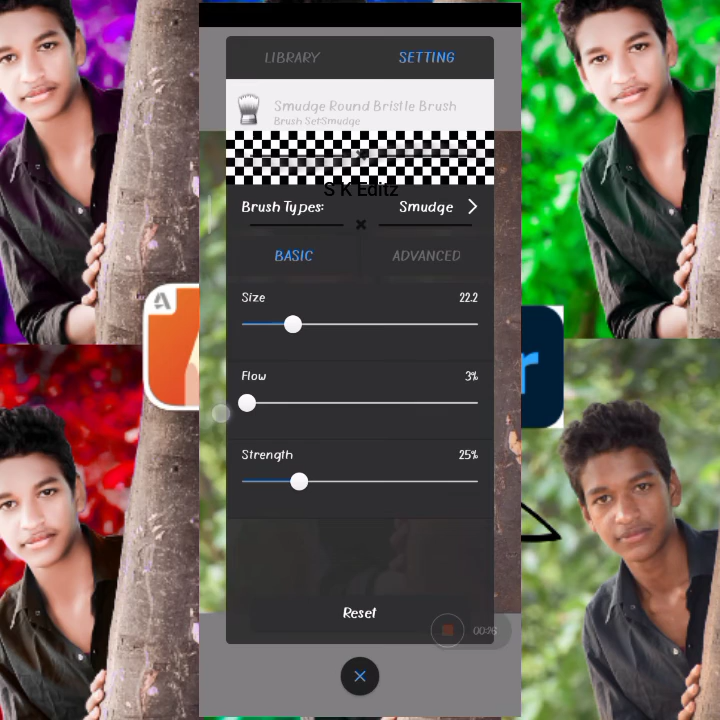 LIBRARY SETTING
Smudge Round Bristle Brush
Brush Set Smudge
S K Editz
Brush Types: Smudge
BASIC ADVANCED
Size 22.2
Flow 3%
Strength 25%
Reset
00:26
r